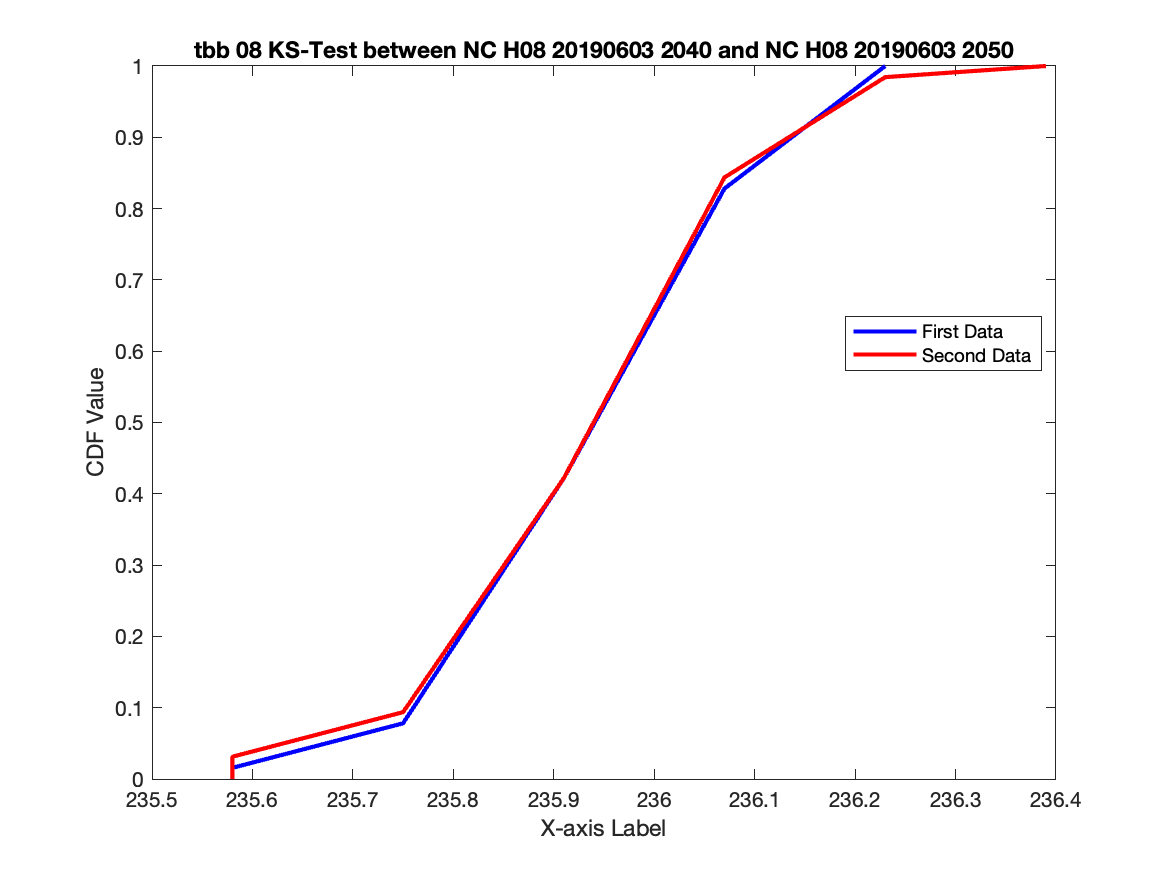 tbb 08 KS-Test between NC H08 20190603 2040 and NC H08 20190603 2050
1
0.9
0.8
0.7
0.6
0.5
0.4
0.3
0.2
0.1
0
CDF Value
First Data
Second Data
235.5 235.6 235.7 235.8 235.9 236 236.1 236.2 236.3 236.4
X-axis Label